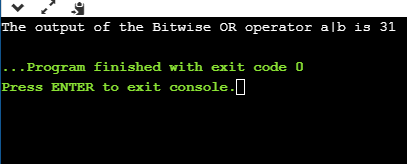 The output of the Bitwise OR operator a|b is 31
...Program finished with exit code 0
Press ENTER to exit console.